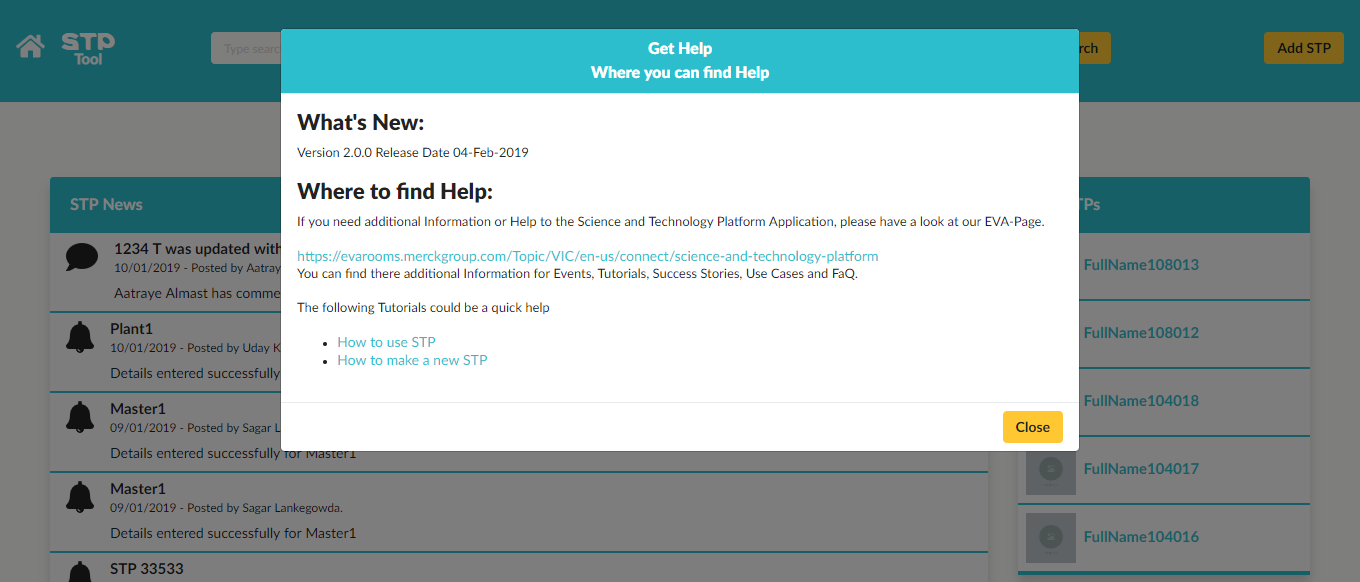 STP
Tool
Type searc
rch
Add STP
Get Help
Where you can find Help
What's New:
Version 2.0.0 Release Date 04-Feb-2019
Where to find Help:
If you need additional Information or Help to the Science and Technology Platform Application, please have a look at our EVA-Page.
https://evarooms.merckgroup.com/Topic/VIC/en-us/connect/science-and-technology-platform
You can find there additional Information for Events, Tutorials, Success Stories, Use Cases and FaQ.
The following Tutorials could be a quick help
• How to use STP
• How to make a new STP
Close
STP News
1234 T was updated with
10/01/2019 - Posted by Aatray
Aatraye Almast has comme
Plant1
10/01/2019 - Posted by Uday K
Details entered successfully
Master1
09/01/2019 - Posted by Sagar L
Details entered successfully for Master1
Master1
09/01/2019 - Posted by Sagar Lankegowda.
Details entered successfully for Master1
STP 33533
TPs
FullName108013
FullName108012
FullName104018
FullName104017
FullName104016